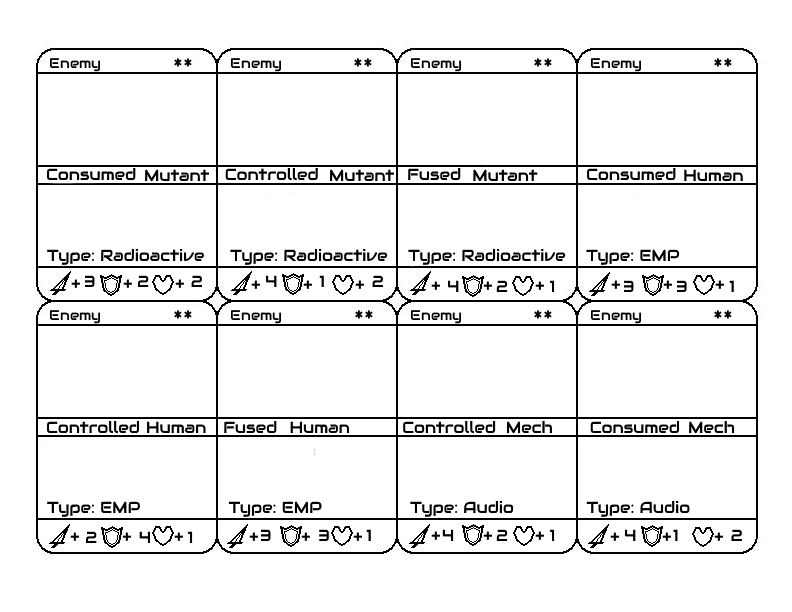 Enemy ** Enemy ** Enemy ** Enemy **
Consumed Mutant Controlled Mutant Fused Mutant Consumed Human
Type: Radioactive Type: Radioactive Type: Radioactive Type: EMP
+3 +2 +2 +4 +1 +2 +4 +2 +1 +3 +3 +1
Enemy ** Enemy ** Enemy ** Enemy **
Controlled Human Fused Human Controlled Mech Consumed Mech
Type: EMP Type: EMP Type: Audio Type: Audio
+2 +4 +1 +3 +3 +1 +4 +2 +1 +4 +1 +2